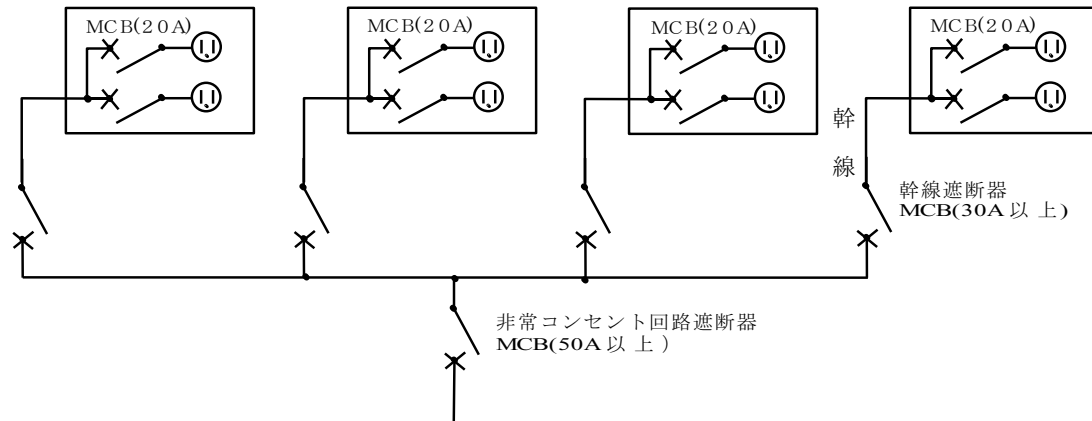 MCB(20A)
MCB(20A)
MCB(20A)
MCB(20A)
幹
線
幹線遮断器
MCB(30A以上)
非常コンセント回路遮断器
MCB(50A以上)